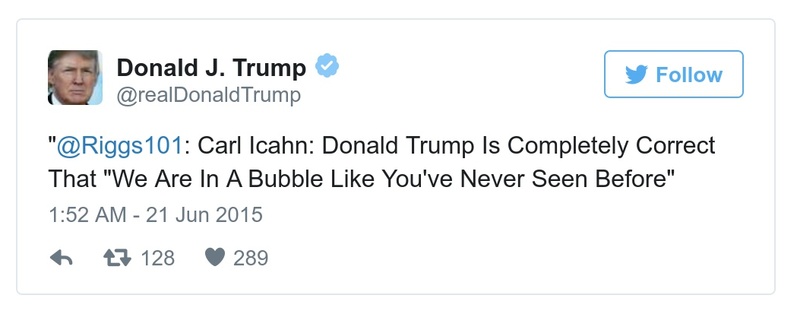 Donald J. Trump
@realDonaldTrump
Follow
"@Riggs101: Carl Icahn: Donald Trump Is Completely Correct
That "We Are In A Bubble Like You've Never Seen Before"
1:52 AM - 21 Jun 2015
128 289